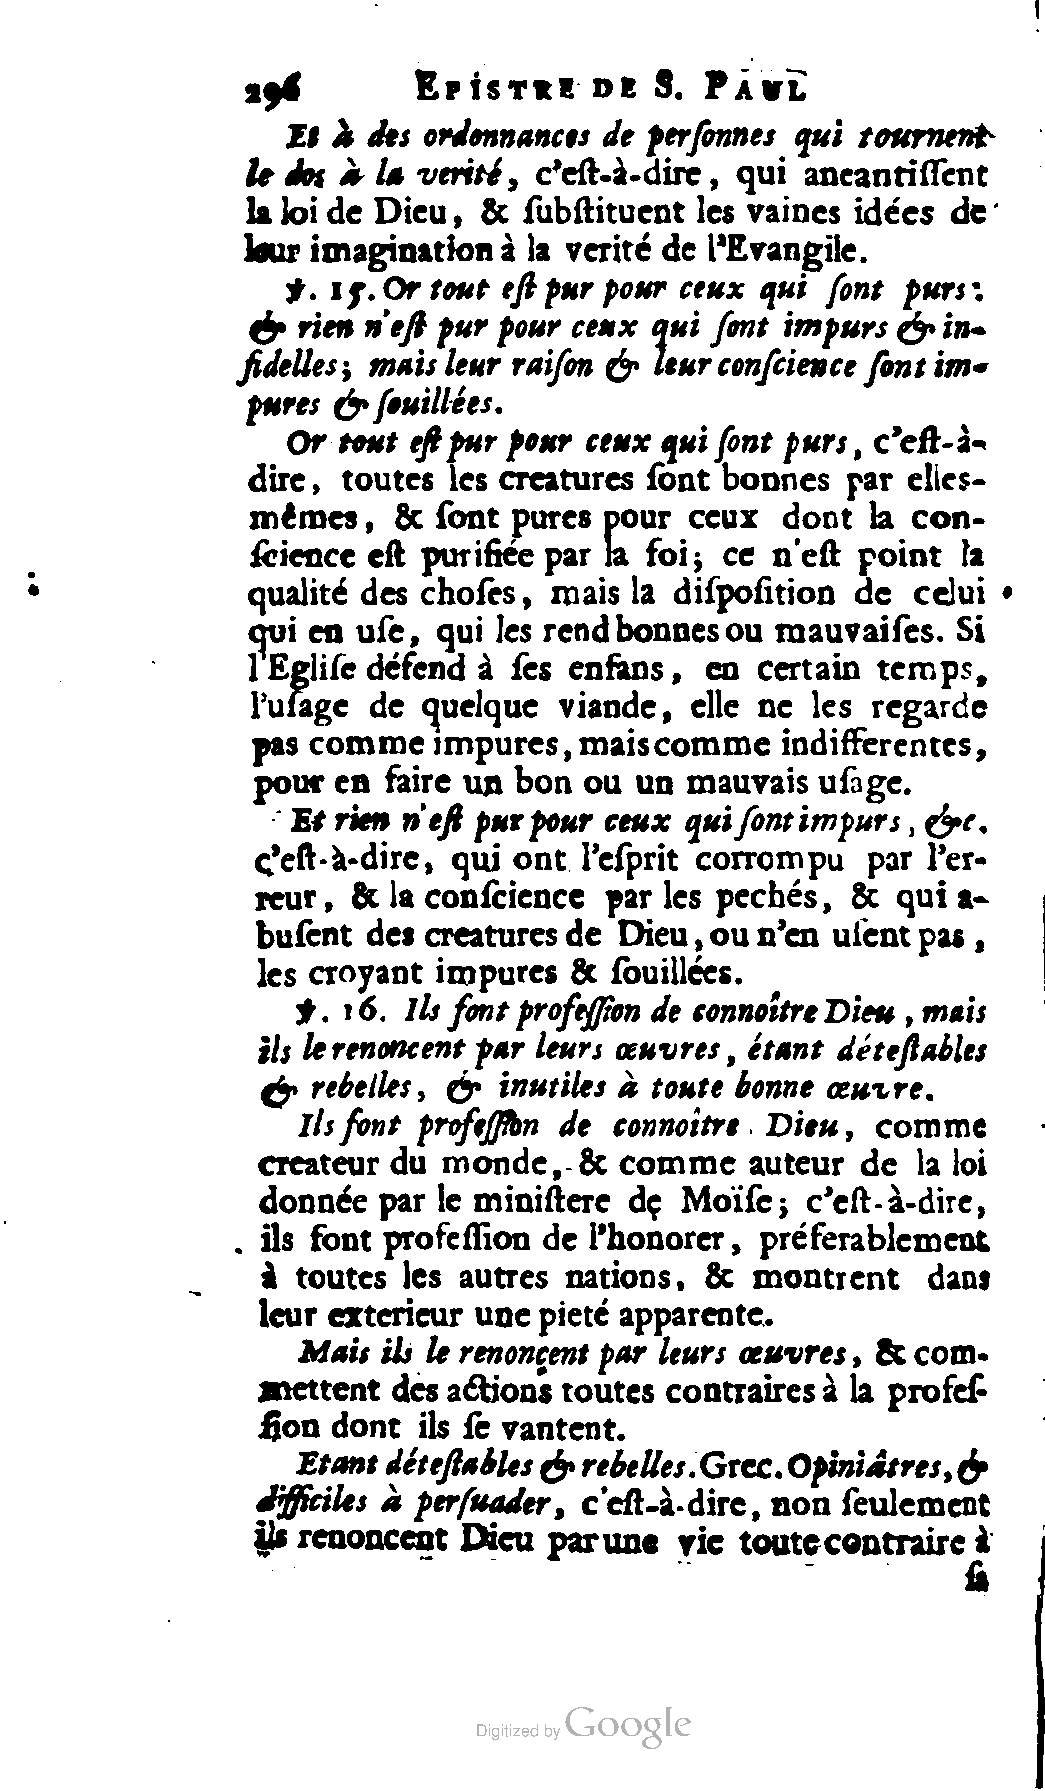 296 EPISTRE DE S. PAUL
Et à des ordonnances de perſonnes qui tournent
le dos à la verité, c'eſt-à-dire, qui aneantiſſent
la loi de Dieu, & ſubſtituent les vaines idées de
leur imagination à la verité de l'Evangile.
℣. 15. Or tout eſt pur pour ceux qui ſont purs;
& rien n'eſt pur pour ceux qui ſont impurs & in-
fidelles; mais leur raiſon & leur conſcience ſont im-
pures & ſouillées.
Or tout eſt pur pour ceux qui ſont purs, c'eſt-à-
dire, toutes les creatures ſont bonnes par elles-
mêmes, & ſont pures pour ceux dont la con-
ſcience eſt purifiée par la foi; ce n'eſt point la
qualité des choſes, mais la diſpoſition de celui
qui en uſe, qui les rend bonnes ou mauvaiſes. Si
l'Egliſe défend à ſes enfans, en certain temps,
l'uſage de quelque viande, elle ne les regarde
pas comme impures, mais comme indifferentes,
pour en faire un bon ou un mauvais uſage.
Et rien n'eſt pur pour ceux qui ſont impurs, &c.
c'eſt-à-dire, qui ont l'eſprit corrompu par l'er-
reur, & la conſcience par les pechés, & qui a-
buſent des creatures de Dieu, ou n'en uſent pas,
les croyant impures & ſouillées.
℣. 16. Ils font profeſſion de connoître Dieu, mais
ils le renoncent par leurs œuvres, étant déteſtables
& rebelles, & inutiles à toute bonne œuvre.
Ils font profeſſion de connoître Dieu, comme
createur du monde, & comme auteur de la loi
donnée par le miniſtere de Moïſe; c'eſt-à-dire,
ils font profeſſion de l'honorer, préferablement
à toutes les autres nations, & montrent dans
leur exterieur une pieté apparente.
Mais ils le renonçent par leurs œuvres, & com-
mettent des actions toutes contraires à la profeſ-
ſion dont ils ſe vantent.
Etant déteſtables & rebelles. Grec. Opiniâtres, &
difficiles à perſuader, c'eſt-à-dire, non ſeulement
ils renoncent Dieu par une vie toute contraire à
ſa
Digitized by Google